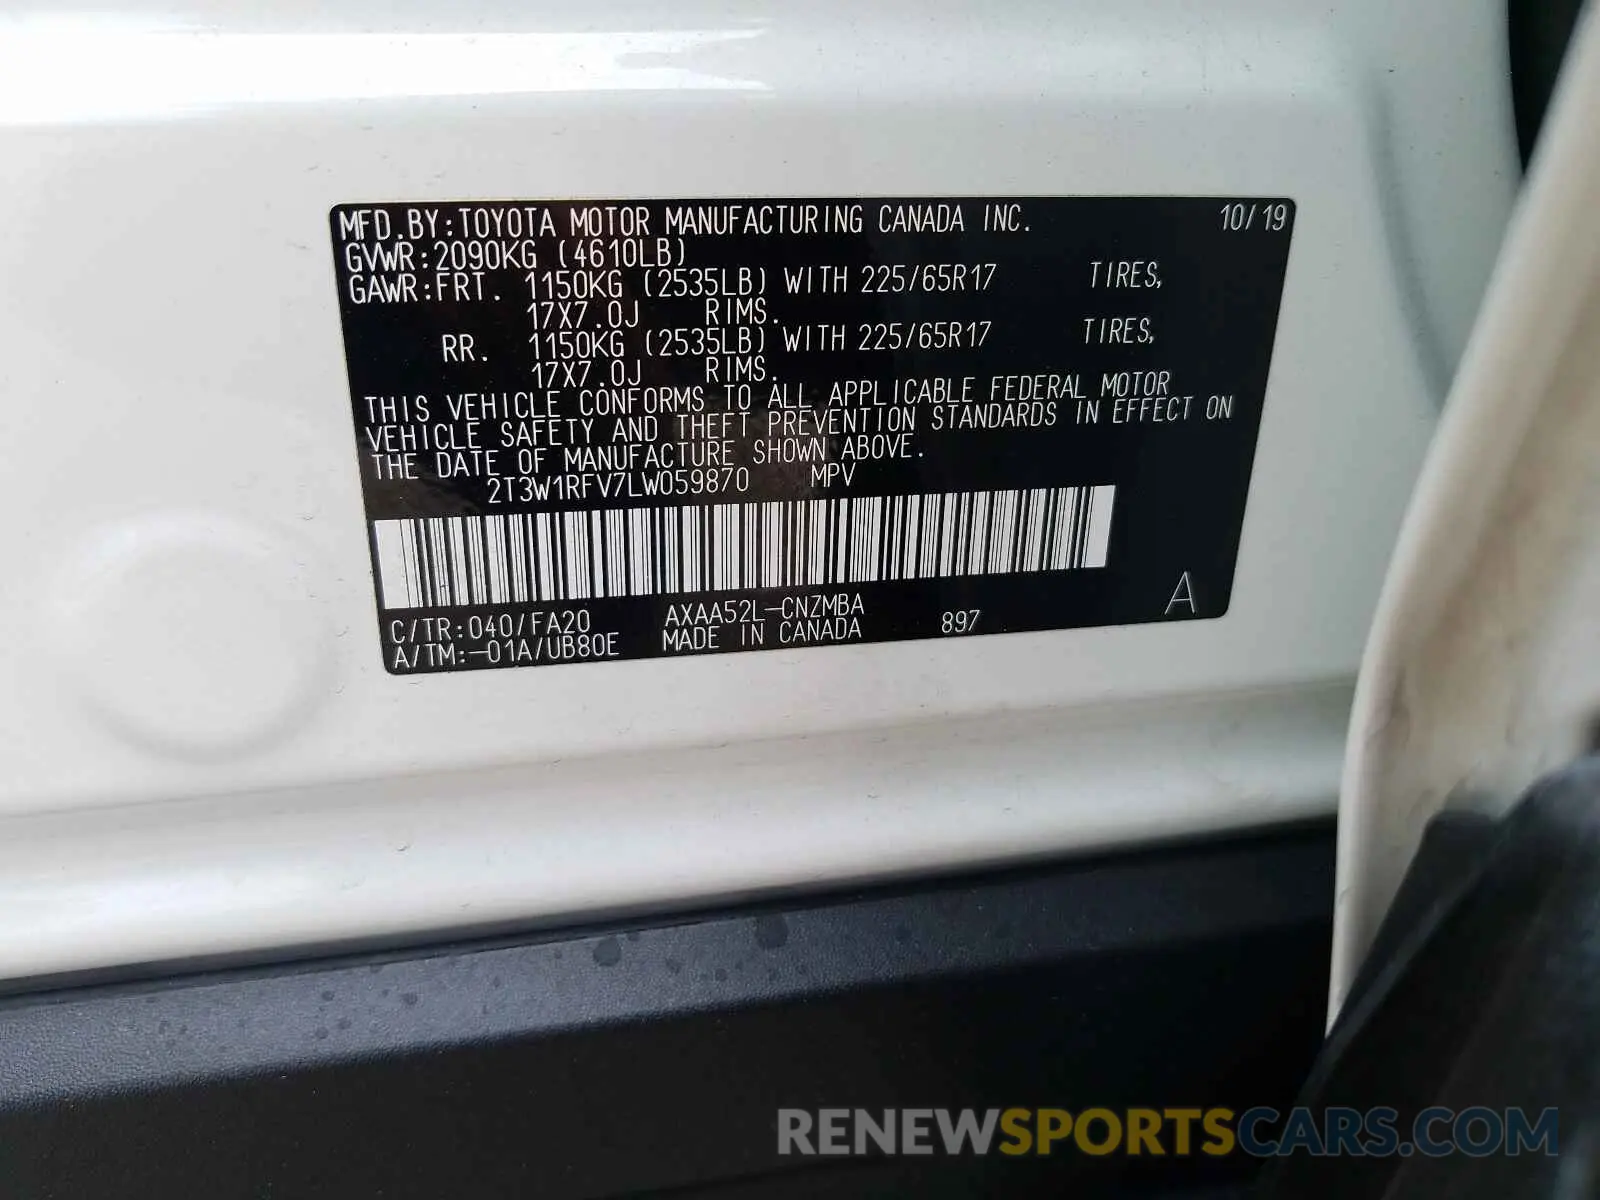 MFD.BY:TOYOTA MOTOR MANUFACTURING CANADA INC. 10/19
GVWR:2090KG (4610LB)
GAWR:FRT. 1150KG (2535LB) WITH 225/65R17 TIRES,
17X7.0J RIMS.
RR. 1150KG (2535LB) WITH 225/65R17 TIRES,
17X7.0J RIMS.
THIS VEHICLE CONFORMS TO ALL APPLICABLE FEDERAL MOTOR
VEHICLE SAFETY AND THEFT PREVENTION STANDARDS IN EFFECT ON
THE DATE OF MANUFACTURE SHOWN ABOVE.
2T3W1RFV7LW059870 MPV
C/TR:040/FA20 AXAA52L-CNZMBA 897 A
A/TM:-01A/UB80E MADE IN CANADA
RENEWSPORTSCARS.COM